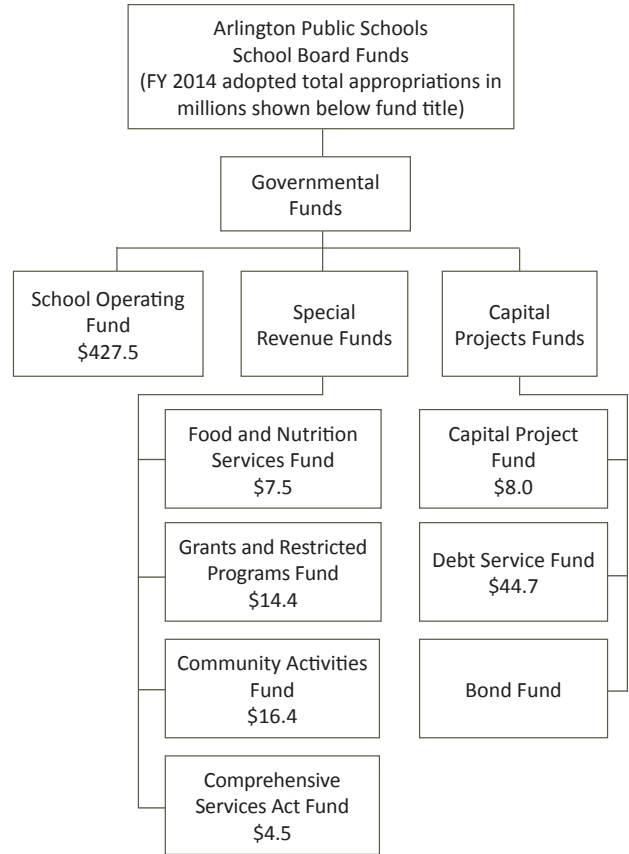 Arlington Public Schools
School Board Funds
(FY 2014 adopted total appropriations in
millions shown below fund title)
Governmental
Funds
School Operating
Fund
$427.5
Special
Revenue Funds
Capital
Projects Funds
Food and Nutrition
Services Fund
$7.5
Grants and Restricted
Programs Fund
$14.4
Community Activities
Fund
$16.4
Comprehensive
Services Act Fund
$4.5
Capital Project
Fund
$8.0
Debt Service Fund
$44.7
Bond Fund